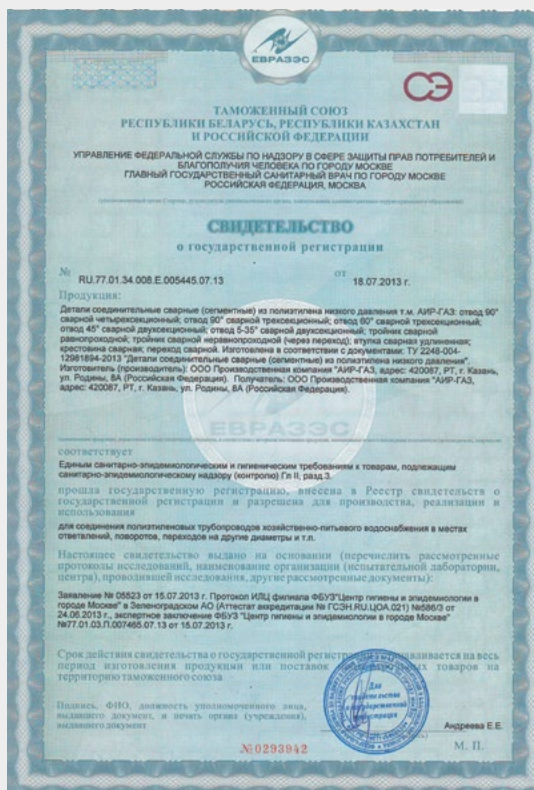 ЕВРАЗЭС
СЭ
ТАМОЖЕННЫЙ СОЮЗ
РЕСПУБЛИКИ БЕЛАРУСЬ, РЕСПУБЛИКИ КАЗАХСТАН
И РОССИЙСКОЙ ФЕДЕРАЦИИ
УПРАВЛЕНИЕ ФЕДЕРАЛЬНОЙ СЛУЖБЫ ПО НАДЗОРУ В СФЕРЕ ЗАЩИТЫ ПРАВ ПОТРЕБИТЕЛЕЙ И
БЛАГОПОЛУЧИЯ ЧЕЛОВЕКА ПО ГОРОДУ МОСКВЕ
ГЛАВНЫЙ ГОСУДАРСТВЕННЫЙ САНИТАРНЫЙ ВРАЧ ПО ГОРОДУ МОСКВЕ
РОССИЙСКАЯ ФЕДЕРАЦИЯ, МОСКВА
СВИДЕТЕЛЬСТВО
о государственной регистрации
№ RU.77.01.34.008.Е.005445.07.13 от 18.07.2013 г.
Продукция:
Детали соединительные сварные (сегментные) из полиэтилена низкого давления т.м. АИР-ГАЗ: отвод 90°
сварной четырехсекционный; отвод 90° сварной трехсекционный; отвод 60° сварной трехсекционный;
отвод 45° сварной двухсекционный; отвод 5-35° сварной двухсекционный; тройник сварной
равнопроходной; тройник сварной неравнопроходной (через переход); втулка сварная удлиненная;
крестовина сварная; переход сварной. Изготовлена в соответствии с документами: ТУ 2248-004-
12981894-2013 "Детали соединительные сварные (сегментные) из полиэтилена низкого давления".
Изготовитель (производитель): ООО Производственная компания "АИР-ГАЗ, адрес: 420087, РТ, г. Казань,
ул. Родины, 8А (Российская Федерация). Получатель: ООО Производственная компания "АИР-ГАЗ,
адрес: 420087, РТ, г. Казань, ул. Родины, 8А (Российская Федерация).
ЕВРАЗЭС
соответствует
Единым санитарно-эпидемиологическим и гигиеническим требованиям к товарам, подлежащим
санитарно-эпидемиологическому надзору (контролю) Гл II, разд.3.
прошла государственную регистрацию, внесена в Реестр свидетельств о
государственной регистрации и разрешена для производства, реализации и
использования
для соединения полиэтиленовых трубопроводов хозяйственно-питьевого водоснабжения в местах
ответвлений, поворотов, переходов на другие диаметры и т.п.
Настоящее свидетельство выдано на основании (перечислить рассмотренные
протоколы исследований, наименование организации (испытательной лаборатории,
центра), проводившей исследования, другие рассмотренные документы):
Заявление № 05523 от 15.07.2013 г. Протокол ИЛЦ филиала ФБУЗ"Центр гигиены и эпидемиологии в
городе Москве" в Зеленоградском АО (Аттестат аккредитации № ГСЭН.RU.ЦОА.021) №586/3 от
24.06.2013 г., экспертное заключение ФБУЗ "Центр гигиены и эпидемиологии в городе Москве"
№77.01.03.П.007465.07.13 от 15.07.2013 г.
Срок действия свидетельства о государственной регистрации устанавливается на весь
период изготовления продукции или поставок товаров на
территорию таможенного союза
Подпись, ФИО, должность уполномоченного лица,
выдавшего документ, и печать органа (учреждения),
выдавшего документ
Для
свидетельства
о государственной
регистрации
Андреева Е.Е.
№0293942
М. П.